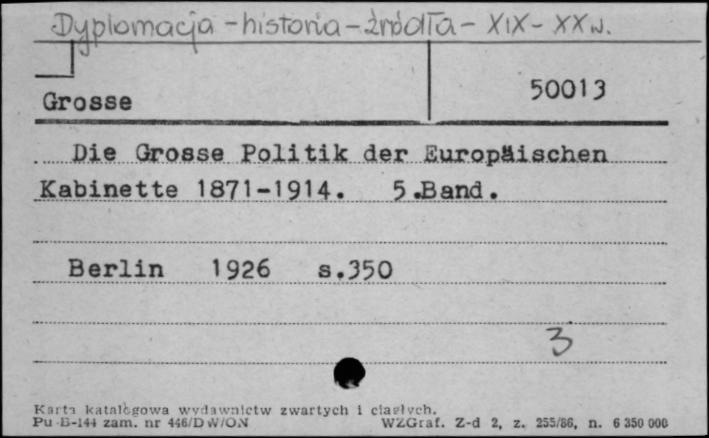 Dyplomacja - historia - źródła - XIX - XX w.
50013
Grosse
Die Grosse Politik der Europäischen
Kabinette 1871-1914. 5.Band.
Berlin 1926 s.350
3
Karta katalogowa wydawnictw zwartych i ciągłych.
Pu-B-144 zam. nr 446/DW/ON WZGraf. Z-d 2, z. 255/86, n. 6 350 000